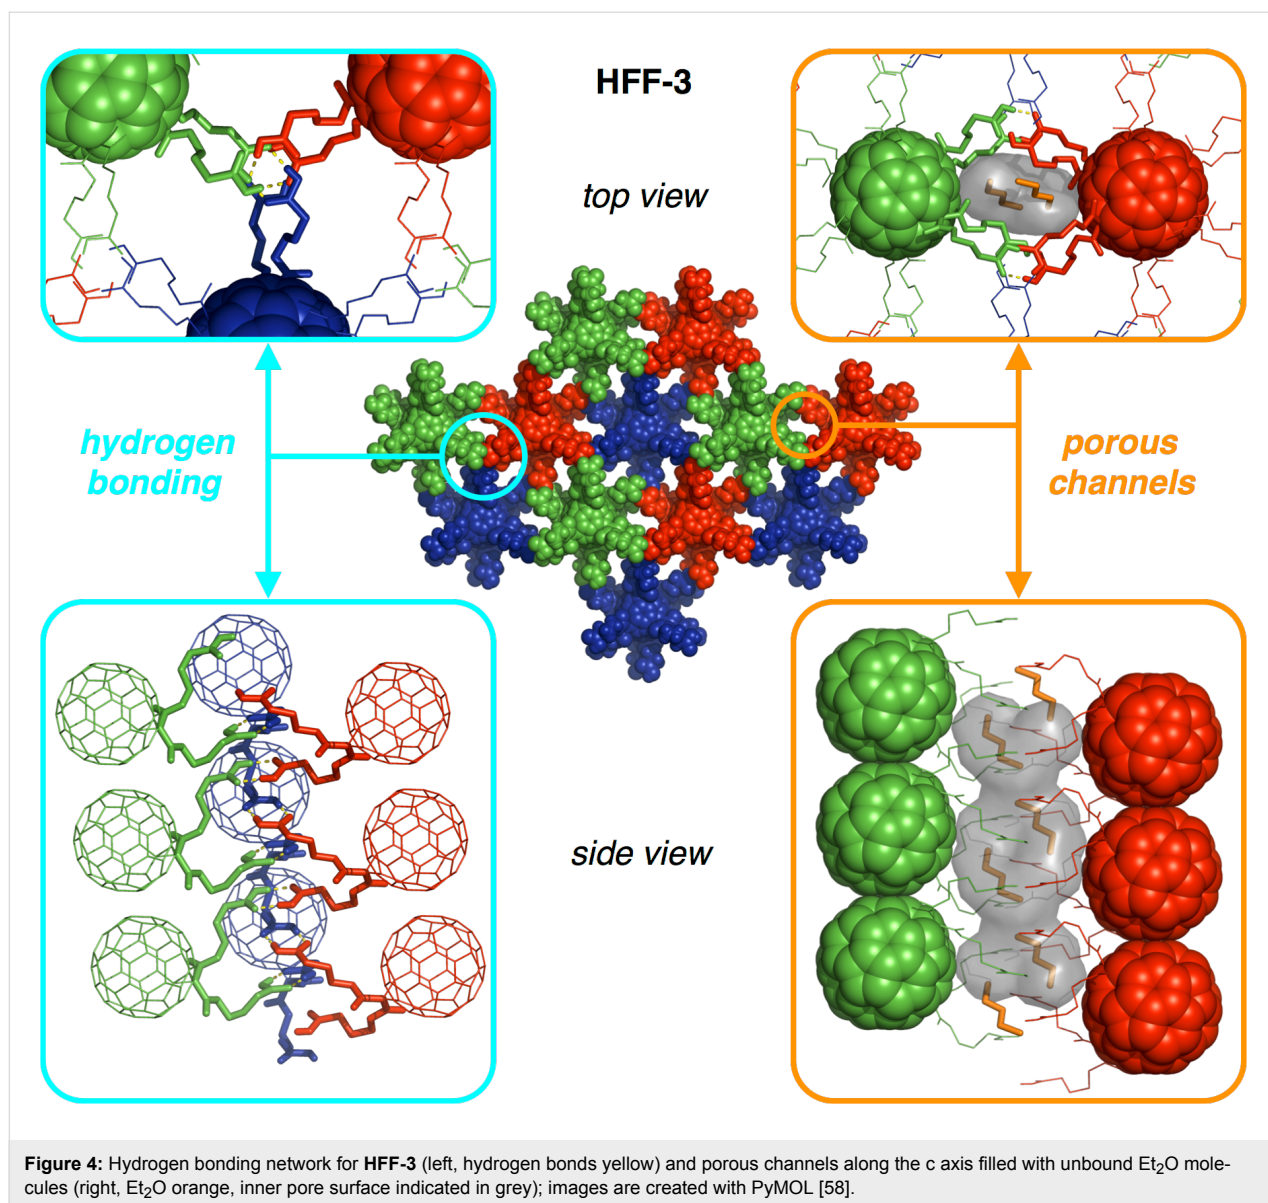 HFF-3
top view
hydrogen
bonding
porous
channels
side view
Figure 4: Hydrogen bonding network for HFF-3 (left, hydrogen bonds yellow) and porous channels along the c axis filled with unbound Et₂O mole-
cules (right, Et₂O orange, inner pore surface indicated in grey); images are created with PyMOL [58].